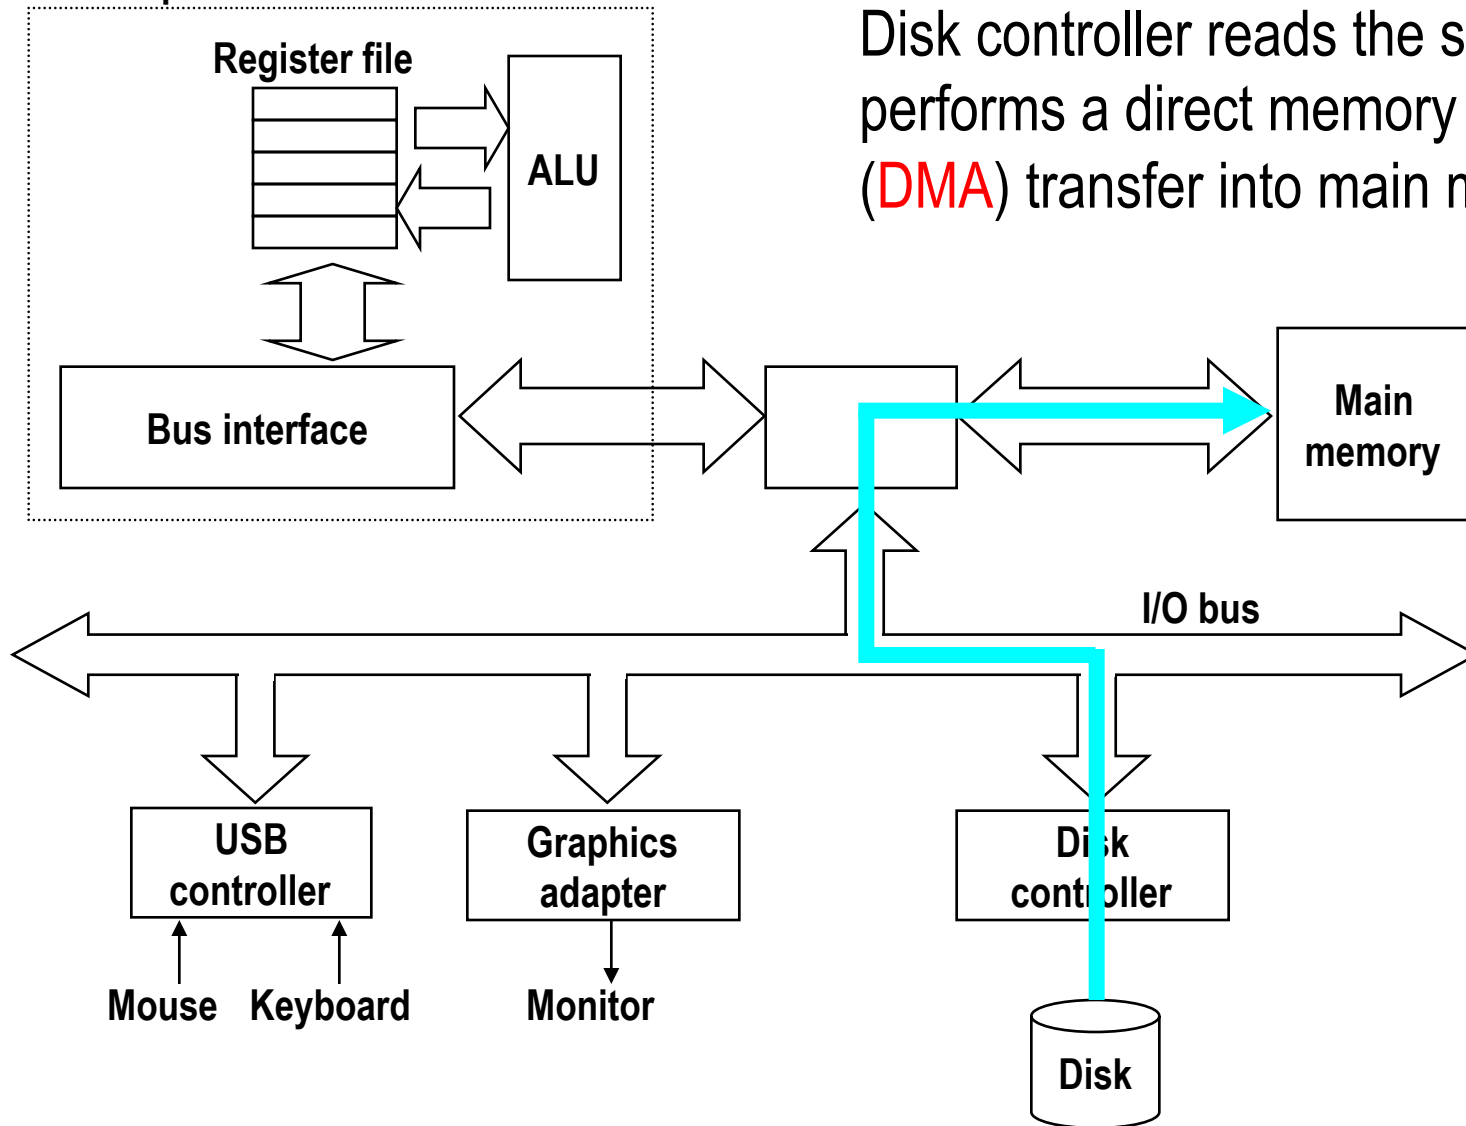 Disk controller reads the s
performs a direct memory
(DMA) transfer into main
Register file
ALU
Bus interface
Main
memory
I/O bus
USB
controller
Graphics
adapter
Disk
controller
Mouse Keyboard Monitor
Disk